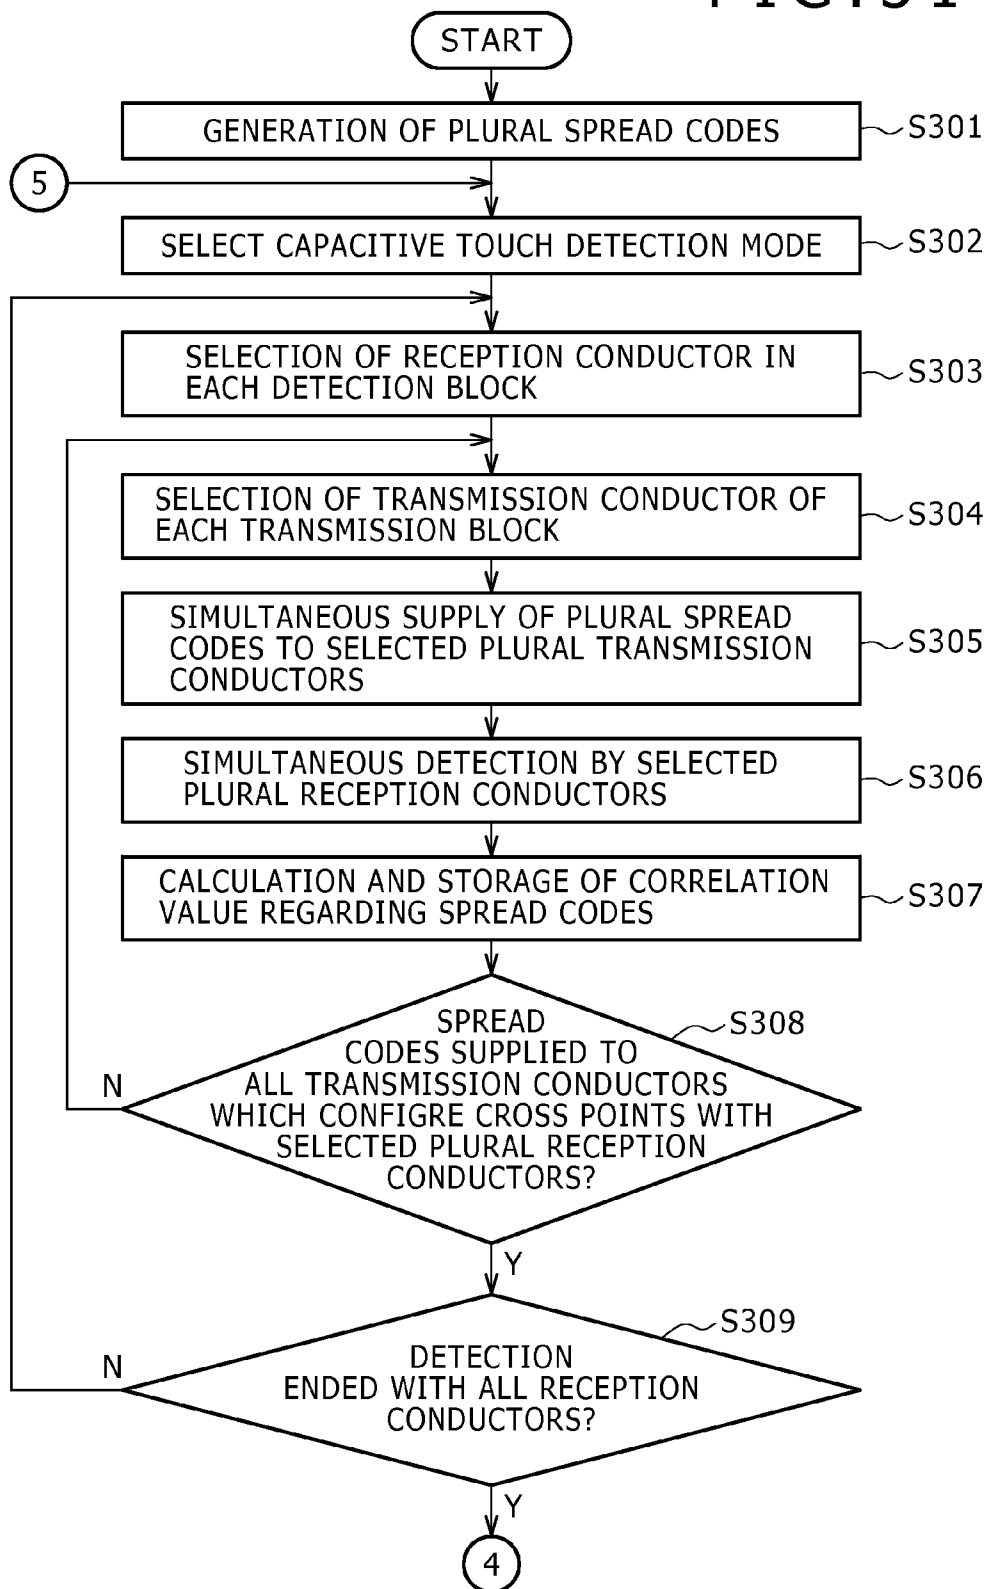 START
GENERATION OF PLURAL SPREAD CODES
S301
5
SELECT CAPACITIVE TOUCH DETECTION MODE
S302
SELECTION OF RECEPTION CONDUCTOR IN
EACH DETECTION BLOCK
S303
SELECTION OF TRANSMISSION CONDUCTOR OF
EACH TRANSMISSION BLOCK
S304
SIMULTANEOUS SUPPLY OF PLURAL SPREAD
CODES TO SELECTED PLURAL TRANSMISSION
CONDUCTORS
S305
SIMULTANEOUS DETECTION BY SELECTED
PLURAL RECEPTION CONDUCTORS
S306
CALCULATION AND STORAGE OF CORRELATION
VALUE REGARDING SPREAD CODES
S307
SPREAD
CODES SUPPLIED TO
ALL TRANSMISSION CONDUCTORS
WHICH CONFIGRE CROSS POINTS WITH
SELECTED PLURAL RECEPTION
CONDUCTORS?
S308
N
Y
DETECTION
ENDED WITH ALL RECEPTION
CONDUCTORS?
S309
N
Y
4